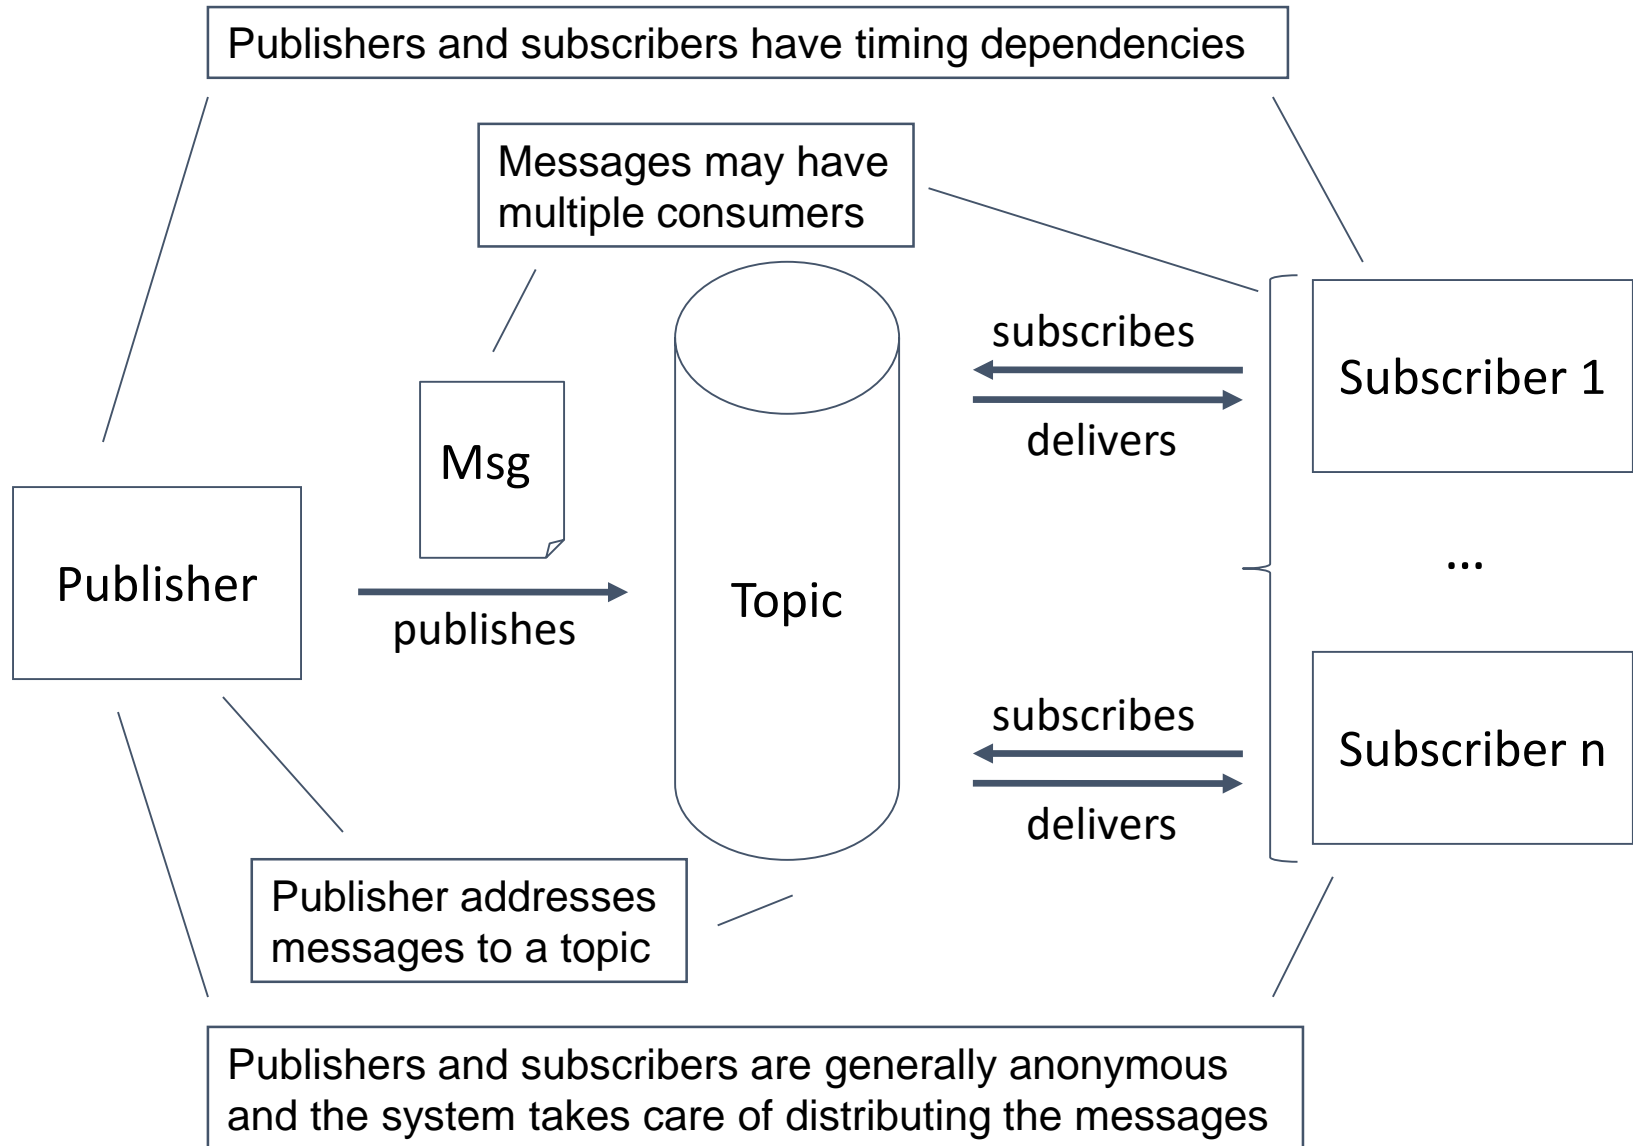 Publishers and subscribers have timing dependencies
Messages may have
multiple consumers
subscribes
Subscriber 1
delivers
Msg
...
Publisher
Topic
publishes
subscribes
Subscriber n
delivers
Publisher addresses
messages to a topic
Publishers and subscribers are generally anonymous
and the system takes care of distributing the messages